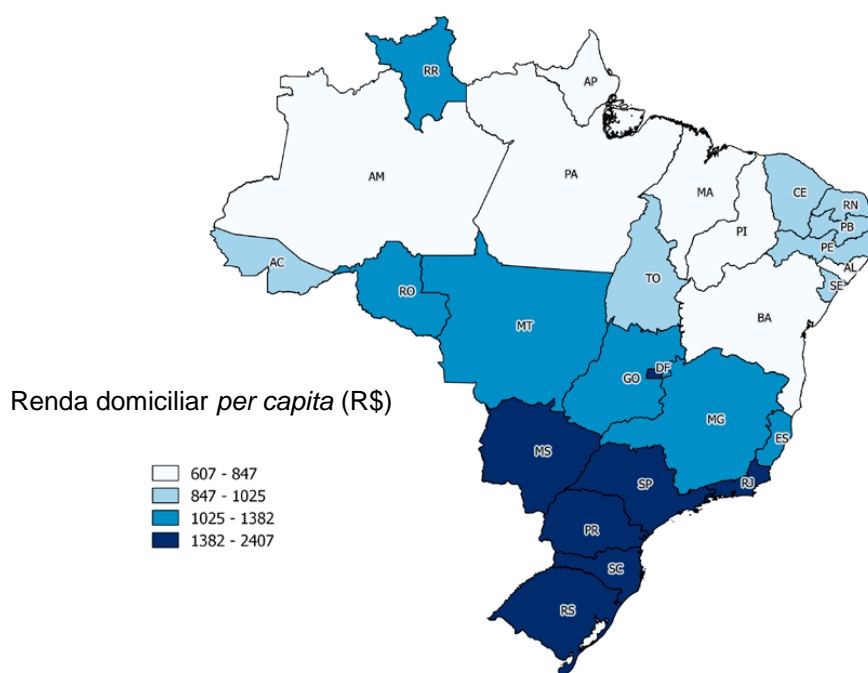 RR
AP
AM
PA
MA
CE
RN
PB
PI
PE
AL
SE
AC
TO
RO
BA
MT
DF
GO
Renda domiciliar per capita (R$)
MG
ES
MS
607 - 847
SP
RJ
847 - 1025
1025 - 1382
PR
1382 - 2407
SC
RS